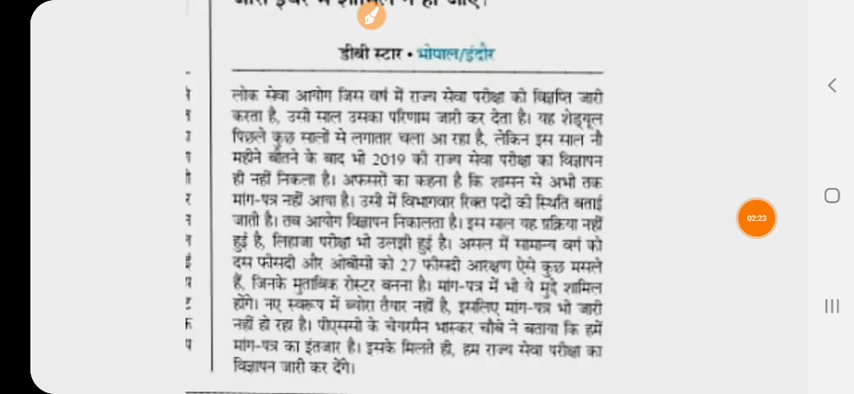 डीबी स्टार • भोपाल/इंदौर
लोक सेवा आयोग जिस वर्ष में राज्य सेवा परीक्षा की विज्ञप्ति जारी
करता है, उसी साल उसका परिणाम जारी कर देता है। यह शेड्यूल
पिछले कुछ सालों से लगातार चला आ रहा है, लेकिन इस साल नौ
महीने बीतने के बाद भी 2019 की राज्य सेवा परीक्षा का विज्ञापन
ही नहीं निकला है। अफसरों का कहना है कि शासन से अभी तक
मांग-पत्र नहीं आया है। उसी में विभागवार रिक्त पदों की स्थिति बताई
जाती है। तब आयोग विज्ञापन निकालता है। इस साल यह प्रक्रिया नहीं
हुई है, लिहाजा परीक्षा भी उलझी हुई है। असल में सामान्य वर्ग को
दस फीसदी और ओबीसी को 27 फीसदी आरक्षण ऐसे कुछ मसले
हैं, जिनके मुताबिक रोस्टर बनना है। मांग-पत्र में भी ये मुद्दे शामिल
होंगे। नए स्वरूप में ब्योरा तैयार नहीं है, इसलिए मांग-पत्र भी जारी
नहीं हो रहा है। पीएससी के चेयरमैन भास्कर चौबे ने बताया कि हमें
मांग-पत्र का इंतजार है। इसके मिलते ही, हम राज्य सेवा परीक्षा का
विज्ञापन जारी कर देंगे।
02:23